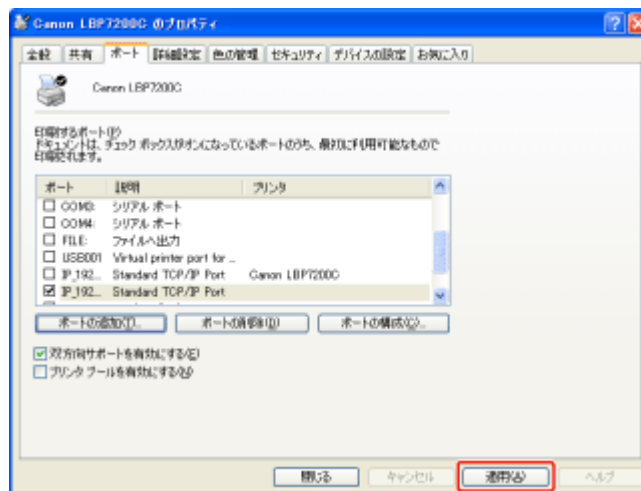 Canon LBP7200C のプロパティ
全般 共有 ポート 詳細設定 色の管理 セキュリティ デバイスの設定 お気に入り
Canon LBP7200C
印刷するポート(P)
ドキュメントは、チェック ボックスがオンになっているポートのうち、最初に利用可能なもので
印刷されます。
ポート 説明 プリンタ
COM3: シリアル ポート
COM4: シリアル ポート
FILE: ファイルへ出力
USB001 Virtual printer port for ...
IP_192... Standard TCP/IP Port Canon LBP7200C
IP_192... Standard TCP/IP Port
ポートの追加(T)... ポートの削除(D) ポートの構成(C)...
双方向サポートを有効にする(E)
プリンタ プールを有効にする(N)
閉じる キャンセル 適用(A) ヘルプ